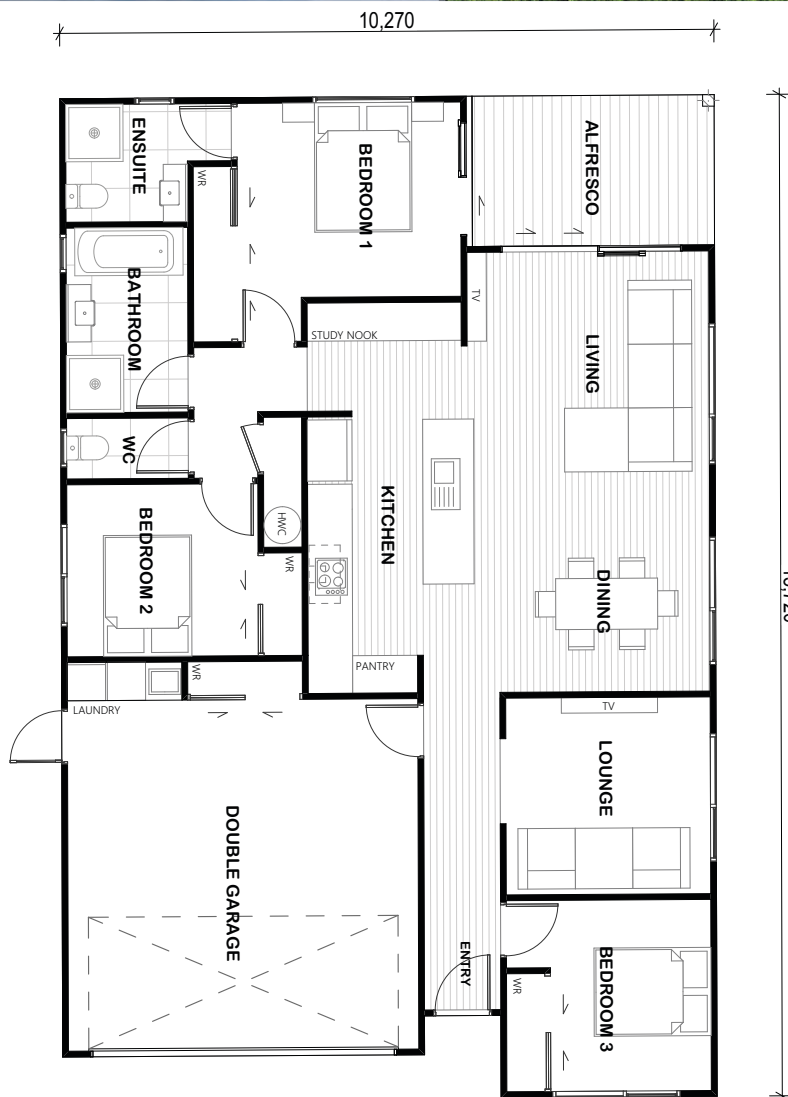 10,270
ENSUITE
WR
BEDROOM 1
ALFRESCO
BATHROOM
TV
STUDY NOOK
LIVING
WC
KITCHEN
BEDROOM 2
HWC
WR
DINING
PANTRY
WR
LAUNDRY
TV
LOUNGE
DOUBLE GARAGE
ENTRY
WR
BEDROOM 3